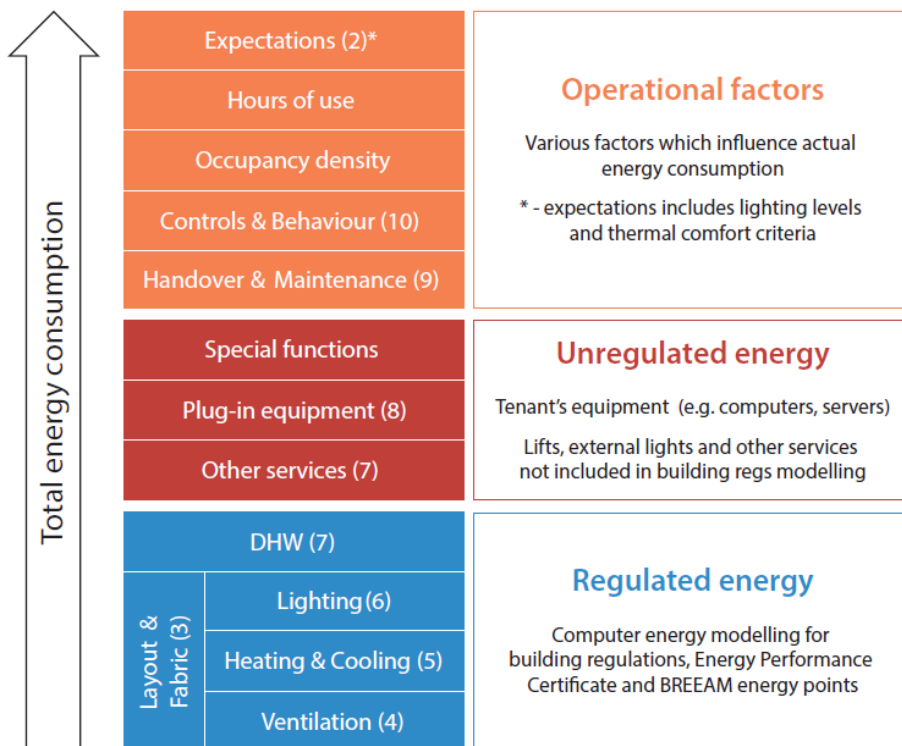 Total energy consumption
Expectations (2)*
Hours of use
Occupancy density
Controls & Behaviour (10)
Handover & Maintenance (9)
Operational factors
Various factors which influence actual
energy consumption
* - expectations includes lighting levels
and thermal comfort criteria
Special functions
Plug-in equipment (8)
Other services (7)
Unregulated energy
Tenant's equipment (e.g. computers, servers)
Lifts, external lights and other services
not included in building regs modelling
DHW (7)
Layout &
Fabric (3)
Lighting (6)
Heating & Cooling (5)
Ventilation (4)
Regulated energy
Computer energy modelling for
building regulations, Energy Performance
Certificate and BREEAM energy points